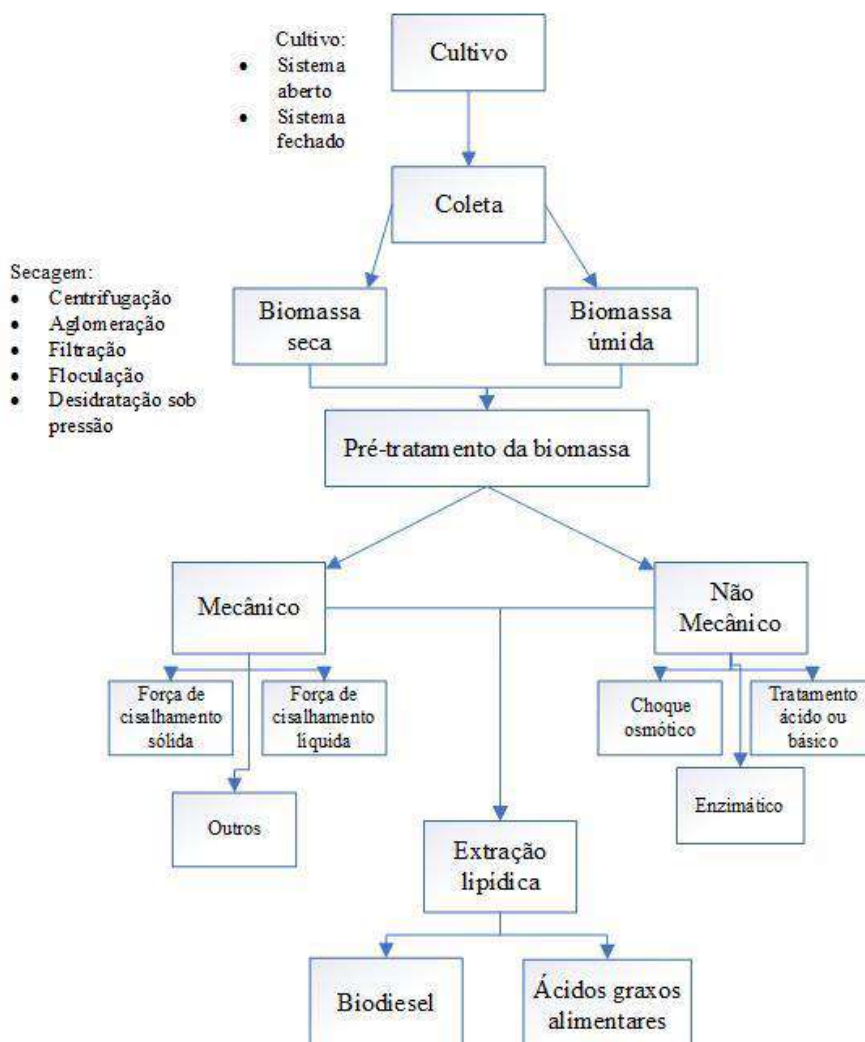 Cultivo:
• Sistema
aberto
• Sistema
fechado
Cultivo
Coleta
Secagem:
• Centrifugação
• Aglomeração
• Filtração
• Floculação
• Desidratação sob
pressão
Biomassa
seca
Biomassa
úmida
Pré-tratamento da biomassa
Mecânico
Não
Mecânico
Força de
cisalhamento
sólida
Força de
cisalhamento
líquida
Choque
osmótico
Tratamento
ácido ou
básico
Outros
Enzimático
Extração
lipídica
Biodiesel
Ácidos graxos
alimentares